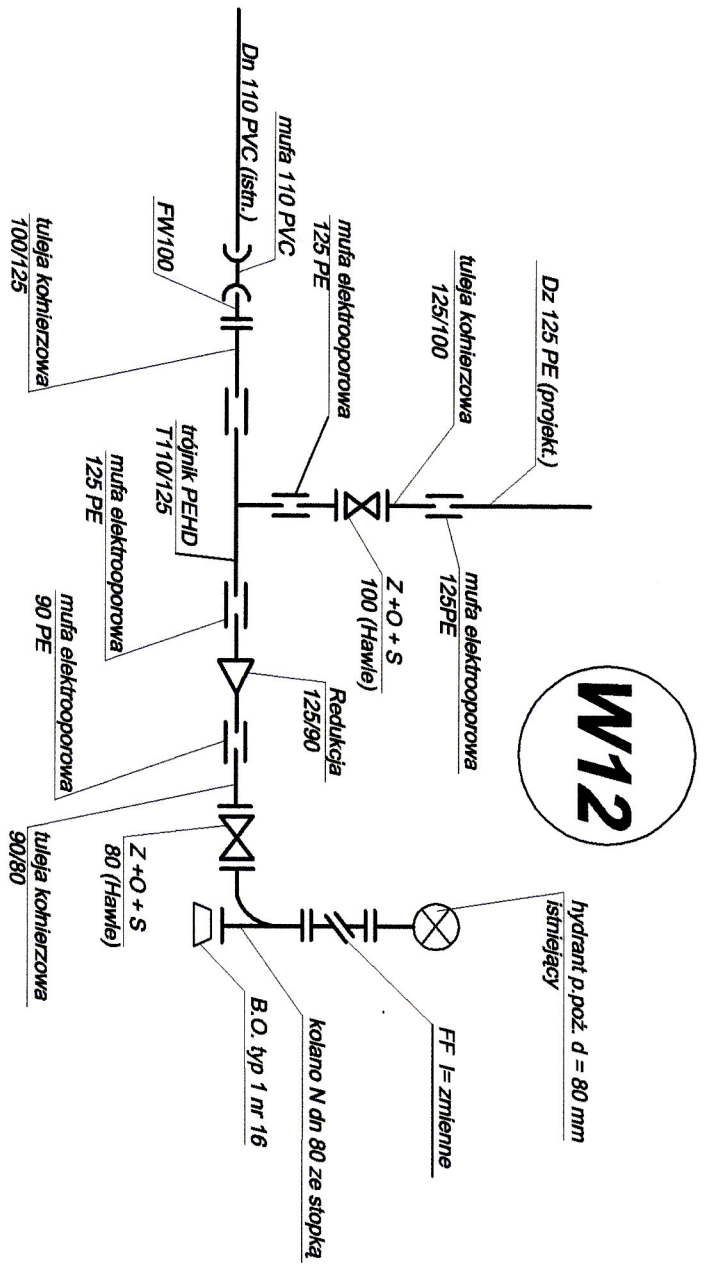 W12
Dn 110 PVC (istn.)
mufa 110 PVC
FW100
tuleja kołnierzowa
100/125
mufa elektrooporowa
125 PE
tuleja kołnierzowa
125/100
Dz 125 PE (projekt.)
mufa elektrooporowa
125PE
Z +O + S
100 (Hawle)
trójnik PEHD
T110/125
mufa elektrooporowa
125 PE
Redukcja
125/90
mufa elektrooporowa
90 PE
Z +O + S
80 (Hawle)
tuleja kołnierzowa
90/80
hydrant p.poż. d = 80 mm
istniejący
FF l= zmienne
kolano N dn 80 ze stopką
B.O. typ 1 nr 16